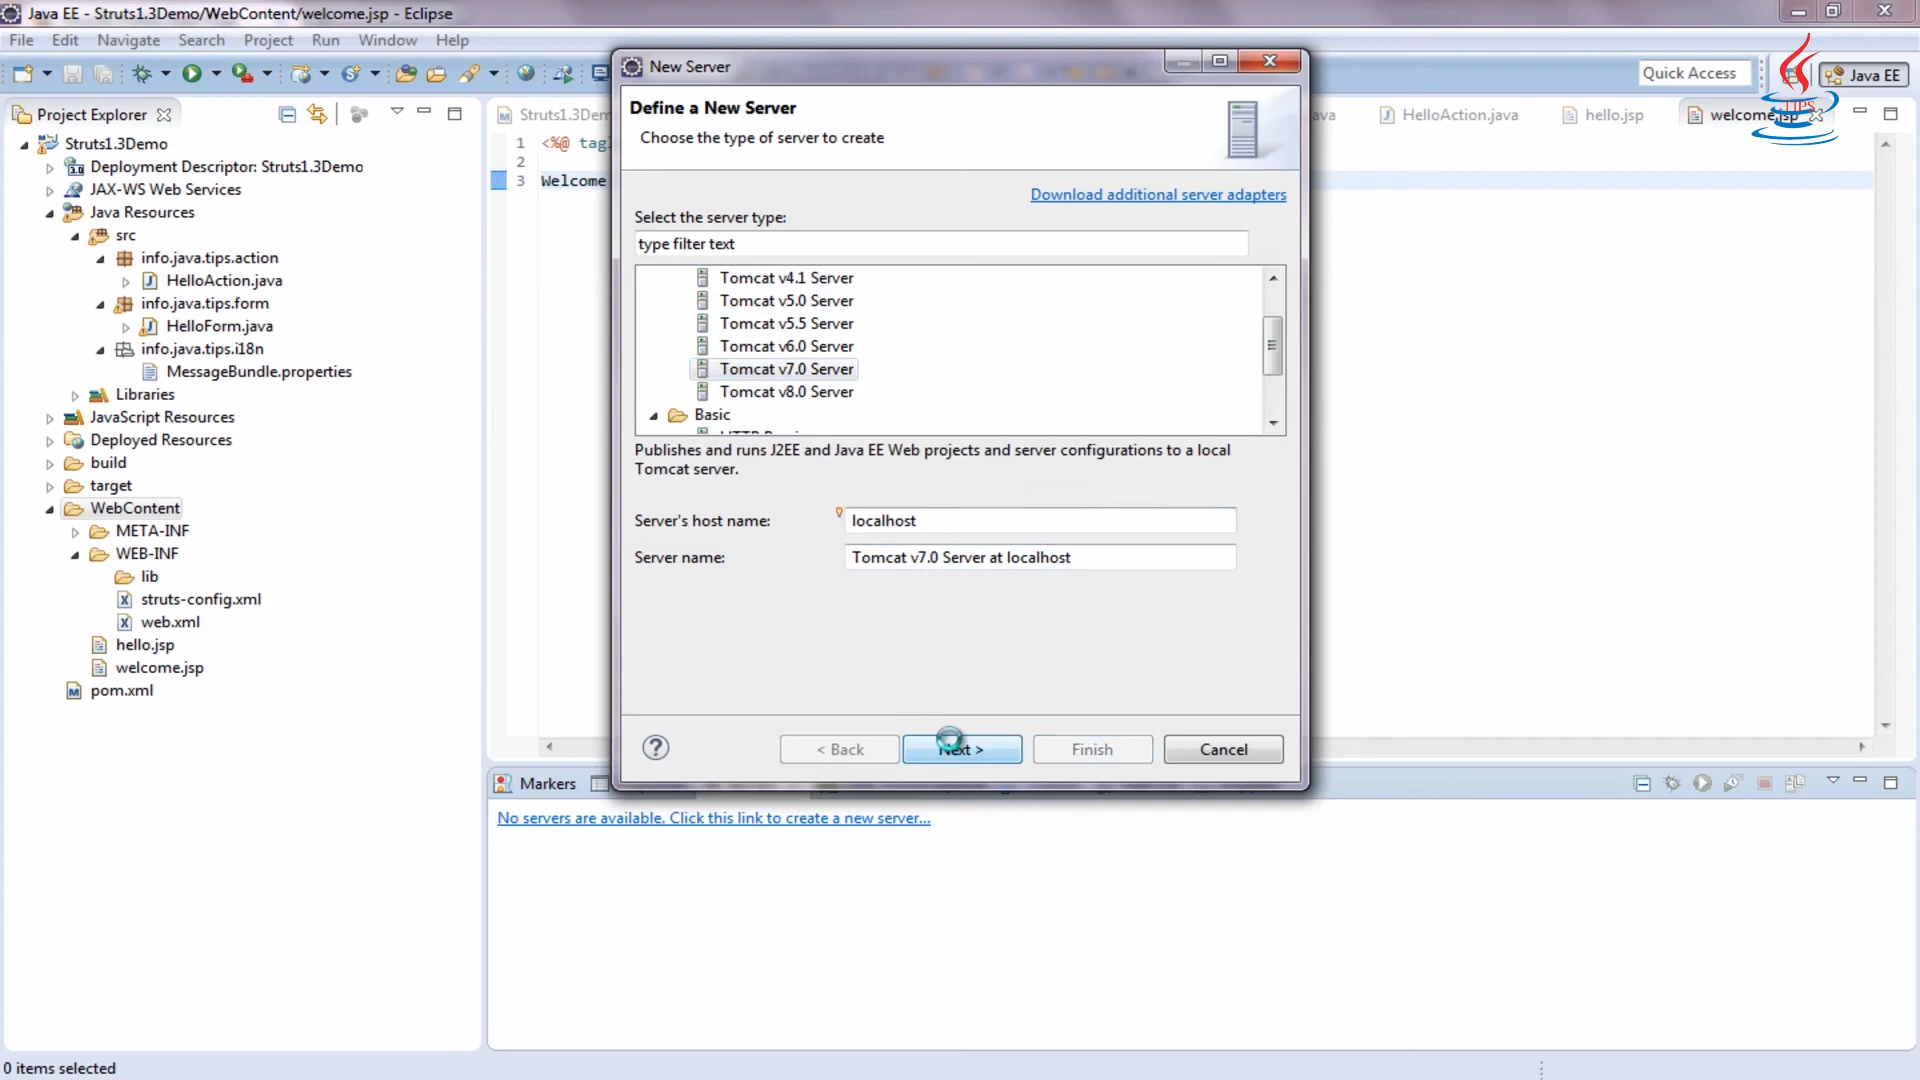 Java EE - Struts1.3Demo/WebContent/welcome.jsp - Eclipse
File Edit Navigate Search Project Run Window Help
Quick Access
Java EE
TIPS
Project Explorer
Struts1.3Demo
Deployment Descriptor: Struts1.3Demo
3.0
JAX-WS Web Services
Java Resources
src
info.java.tips.action
HelloAction.java
info.java.tips.form
HelloForm.java
info.java.tips.i18n
MessageBundle.properties
Libraries
JavaScript Resources
Deployed Resources
build
target
WebContent
META-INF
WEB-INF
lib
struts-config.xml
web.xml
hello.jsp
welcome.jsp
pom.xml
HelloAction.java
hello.jsp
welcome.jsp
1 <%@
2
3 Welcome
New Server
Define a New Server
Choose the type of server to create
Download additional server adapters
Select the server type:
type filter text
Tomcat v4.1 Server
Tomcat v5.0 Server
Tomcat v5.5 Server
Tomcat v6.0 Server
Tomcat v7.0 Server
Tomcat v8.0 Server
Basic
Publishes and runs J2EE and Java EE Web projects and server configurations to a local
Tomcat server.
Server's host name: localhost
Server name: Tomcat v7.0 Server at localhost
< Back Next > Finish Cancel
Markers
No servers are available. Click this link to create a new server...
0 items selected